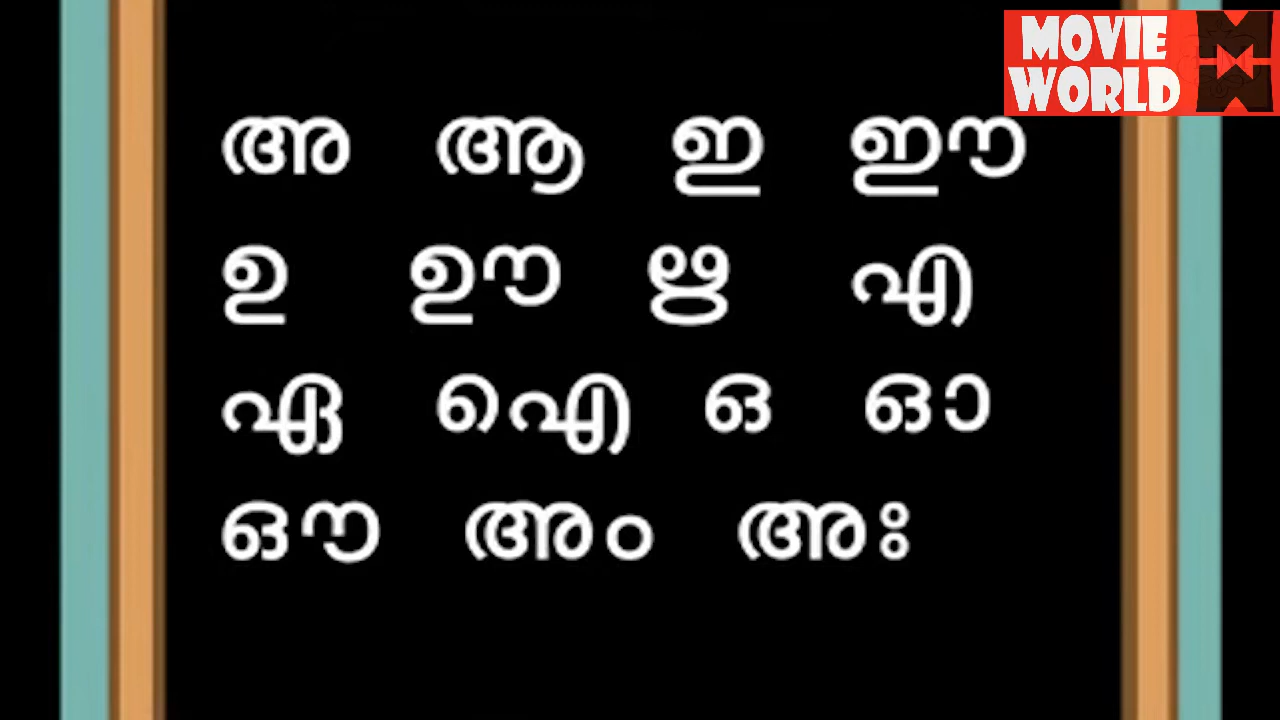 MOVIE
WORLD
അ ആ ഇ ഈ
ഉ ഊ ഋ എ
ഏ ഐ ഒ ഓ
ഔ അം അഃ